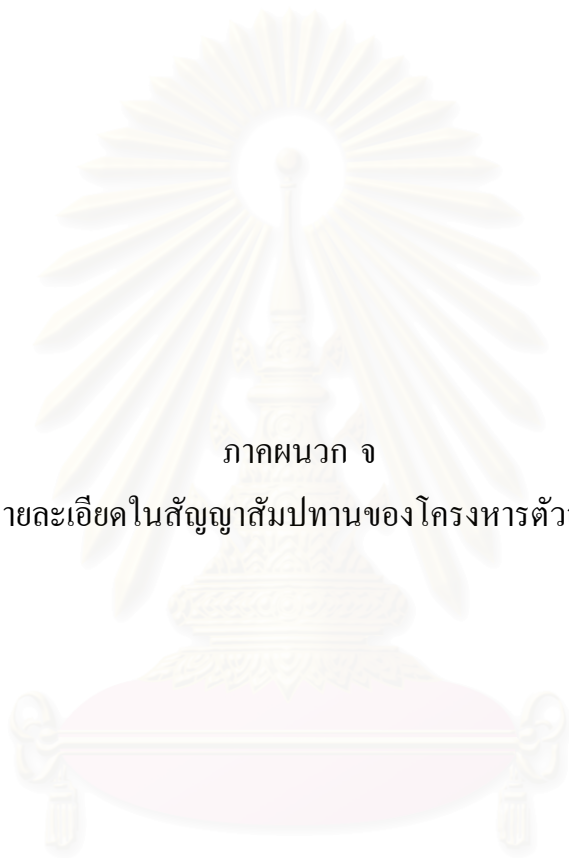 ภาคผนวก จ
ายละเอียดในสัญญาสัมปทานของโครงหารตัว